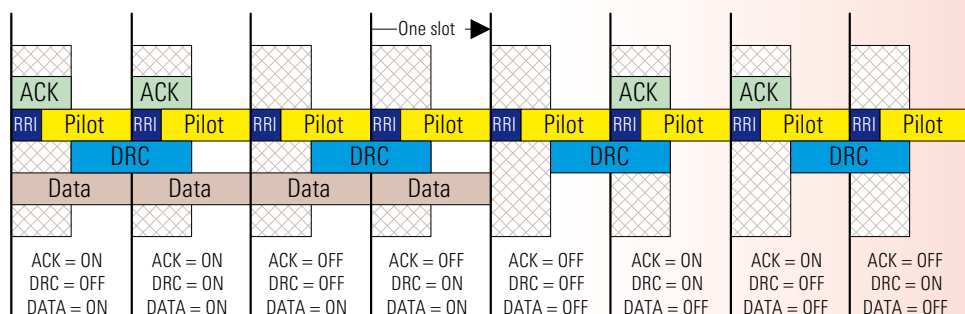 One slot
ACK ACK ACK ACK
RRI Pilot RRI Pilot RRI Pilot RRI Pilot RRI Pilot RRI Pilot RRI Pilot RRI Pilot
DRC DRC DRC DRC
Data Data Data Data
ACK = ON ACK = ON ACK = OFF ACK = OFF ACK = OFF ACK = ON ACK = ON ACK = OFF
DRC = OFF DRC = ON DRC = OFF DRC = ON DRC = OFF DRC = ON DRC = OFF DRC = ON
DATA = ON DATA = ON DATA = ON DATA = ON DATA = OFF DATA = OFF DATA = OFF DATA = OFF